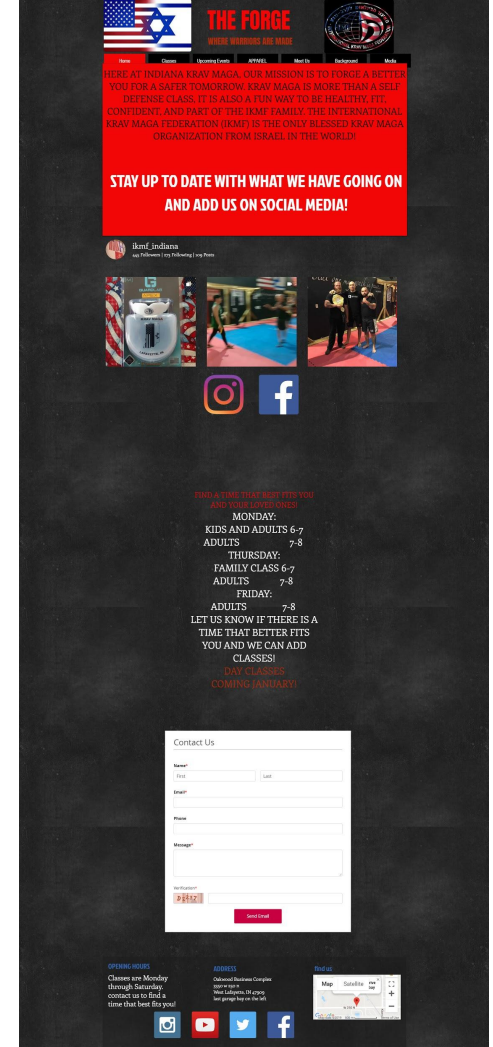 THE FORGE
WHERE WARRIORS ARE MADE
Home Classes Upcoming Events APPAREL Meet Us Background Media
HERE AT INDIANA KRAV MAGA, OUR MISSION IS TO FORGE A BETTER
YOU FOR A SAFER TOMORROW. KRAV MAGA IS MORE THAN A SELF
DEFENSE CLASS, IT IS ALSO A FUN WAY TO BE HEALTHY, FIT,
CONFIDENT, AND PART OF THE IKMF FAMILY. THE INTERNATIONAL
KRAV MAGA FEDERATION (IKMF) IS THE ONLY BLESSED KRAV MAGA
ORGANIZATION FROM ISRAEL IN THE WORLD!
STAY UP TO DATE WITH WHAT WE HAVE GOING ON
AND ADD US ON SOCIAL MEDIA!
ikmf_indiana
Followers | 173 Following | 109 Posts
FIND A TIME THAT BEST FITS YOU
AND YOUR LOVED ONES!
MONDAY:
KIDS AND ADULTS 6-7
ADULTS 7-8
THURSDAY:
FAMILY CLASS 6-7
ADULTS 7-8
FRIDAY:
ADULTS 7-8
LET US KNOW IF THERE IS A
TIME THAT BETTER FITS
YOU AND WE CAN ADD
CLASSES!
DAY CLASSES
COMING JANUARY!
Contact Us
Name*
First Last
Email*
Phone
Message*
Verification*
Send Email
OPENING HOURS
Classes are Monday
through Saturday.
contact us to find a
time that best fits you!
ADDRESS
Oakwood Business Complex
West Lafayette, IN 47909
last garage bay on the left
find us:
Map Satellite